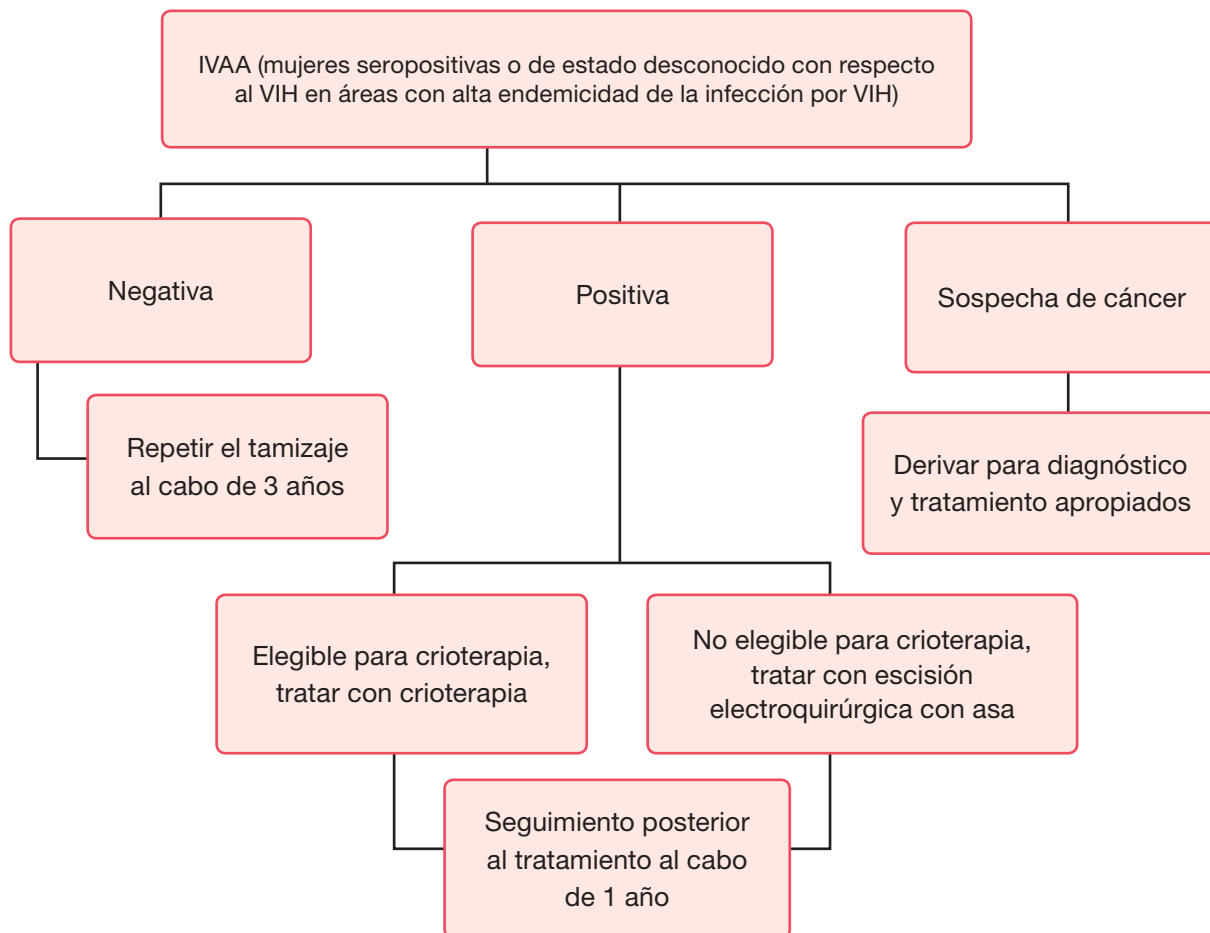 IVAA (mujeres seropositivas o de estado desconocido con respecto
al VIH en áreas con alta endemicidad de la infección por VIH)
Negativa
Positiva
Sospecha de cáncer
Repetir el tamizaje
al cabo de 3 años
Derivar para diagnóstico
y tratamiento apropiados
Elegible para crioterapia,
tratar con crioterapia
No elegible para crioterapia,
tratar con escisión
electroquirúrgica con asa
Seguimiento posterior
al tratamiento al cabo
de 1 año